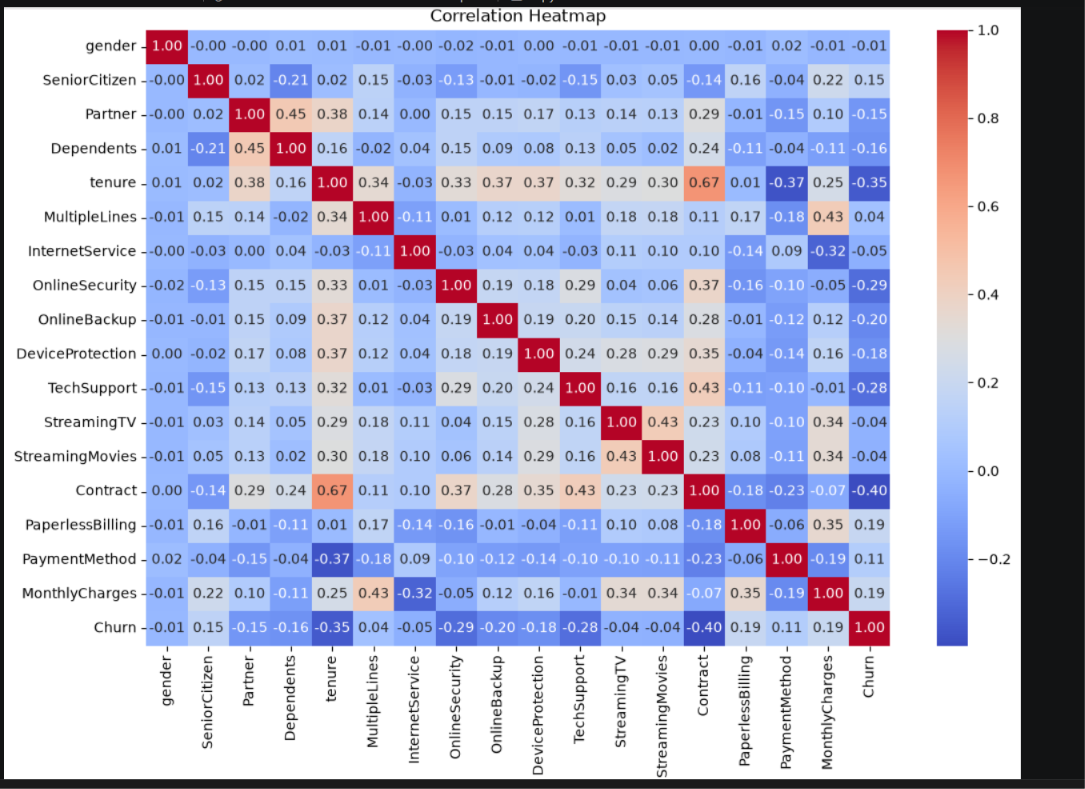 Correlation Heatmap
gender 1.00 -0.00 -0.00 0.01 0.01 -0.01 -0.00 -0.02 -0.01 0.00 -0.01 -0.01 -0.01 0.00 -0.01 0.02 -0.01 -0.01
SeniorCitizen -0.00 1.00 0.02 -0.21 0.02 0.15 -0.03 -0.13 -0.01 -0.02 -0.15 0.03 0.05 -0.14 0.16 -0.04 0.22 0.15
Partner -0.00 0.02 1.00 0.45 0.38 0.14 0.00 0.15 0.15 0.17 0.13 0.14 0.13 0.29 -0.01 -0.15 0.10 -0.15
Dependents 0.01 -0.21 0.45 1.00 0.16 -0.02 0.04 0.15 0.09 0.08 0.13 0.05 0.02 0.24 -0.11 -0.04 -0.11 -0.16
tenure 0.01 0.02 0.38 0.16 1.00 0.34 -0.03 0.33 0.37 0.37 0.32 0.29 0.30 0.67 0.01 -0.37 0.25 -0.35
MultipleLines -0.01 0.15 0.14 -0.02 0.34 1.00 -0.11 0.01 0.12 0.12 0.01 0.18 0.18 0.11 0.17 -0.18 0.43 0.04
InternetService -0.00 -0.03 0.00 0.04 -0.03 -0.11 1.00 -0.03 0.04 0.04 -0.03 0.11 0.10 0.10 -0.14 0.09 -0.32 -0.05
OnlineSecurity -0.02 -0.13 0.15 0.15 0.33 0.01 -0.03 1.00 0.19 0.18 0.29 0.04 0.06 0.37 -0.16 -0.10 -0.05 -0.29
OnlineBackup -0.01 -0.01 0.15 0.09 0.37 0.12 0.04 0.19 1.00 0.19 0.20 0.15 0.14 0.28 -0.01 -0.12 0.12 -0.20
DeviceProtection 0.00 -0.02 0.17 0.08 0.37 0.12 0.04 0.18 0.19 1.00 0.24 0.28 0.29 0.35 -0.04 -0.14 0.16 -0.18
TechSupport -0.01 -0.15 0.13 0.13 0.32 0.01 -0.03 0.29 0.20 0.24 1.00 0.16 0.16 0.43 -0.11 -0.10 -0.01 -0.28
StreamingTV -0.01 0.03 0.14 0.05 0.29 0.18 0.11 0.04 0.15 0.28 0.16 1.00 0.43 0.23 0.10 -0.10 0.34 -0.04
StreamingMovies -0.01 0.05 0.13 0.02 0.30 0.18 0.10 0.06 0.14 0.29 0.16 0.43 1.00 0.23 0.08 -0.11 0.34 -0.04
Contract 0.00 -0.14 0.29 0.24 0.67 0.11 0.10 0.37 0.28 0.35 0.43 0.23 0.23 1.00 -0.18 -0.23 -0.07 -0.40
PaperlessBilling -0.01 0.16 -0.01 -0.11 0.01 0.17 -0.14 -0.16 -0.01 -0.04 -0.11 0.10 0.08 -0.18 1.00 -0.06 0.35 0.19
PaymentMethod 0.02 -0.04 -0.15 -0.04 -0.37 -0.18 0.09 -0.10 -0.12 -0.14 -0.10 -0.10 -0.11 -0.23 -0.06 1.00 -0.19 0.11
MonthlyCharges -0.01 0.22 0.10 -0.11 0.25 0.43 -0.32 -0.05 0.12 0.16 -0.01 0.34 0.34 -0.07 0.35 -0.19 1.00 0.19
Churn -0.01 0.15 -0.15 -0.16 -0.35 0.04 -0.05 -0.29 -0.20 -0.18 -0.28 -0.04 -0.04 -0.40 0.19 0.11 0.19 1.00
gender
SeniorCitizen
Partner
Dependents
tenure
MultipleLines
InternetService
OnlineSecurity
OnlineBackup
DeviceProtection
TechSupport
StreamingTV
StreamingMovies
Contract
PaperlessBilling
PaymentMethod
MonthlyCharges
Churn
1.0
0.8
0.6
0.4
0.2
0.0
−0.2